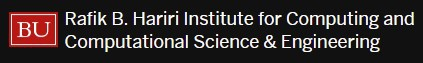 BU
Rafik B. Hariri Institute for Computing and
Computational Science & Engineering